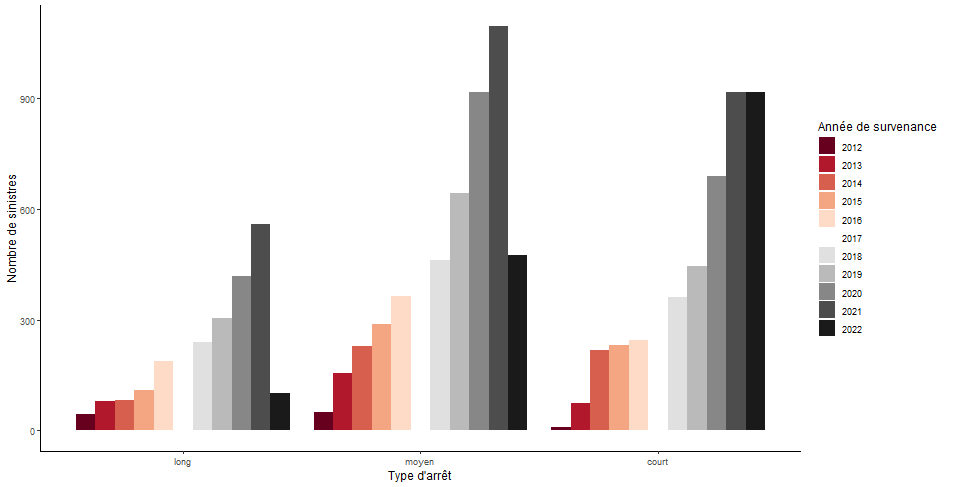 Nombre de sinistres
900
600
300
0
long
moyen
court
Type d'arrêt
Année de survenance
2012
2013
2014
2015
2016
2017
2018
2019
2020
2021
2022